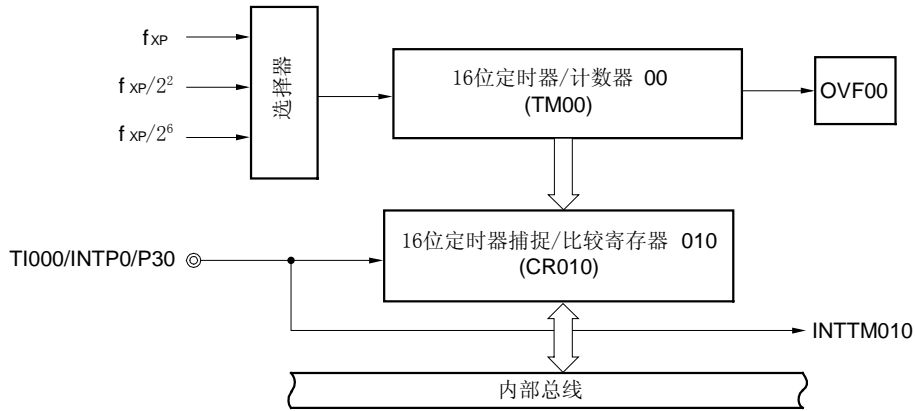 fXP
fXP/2²
fXP/2⁶
选择器
16位定时器/计数器 00
(TM00)
OVF00
16位定时器捕捉/比较寄存器 010
(CR010)
TI000/INTP0/P30
INTTM010
内部总线